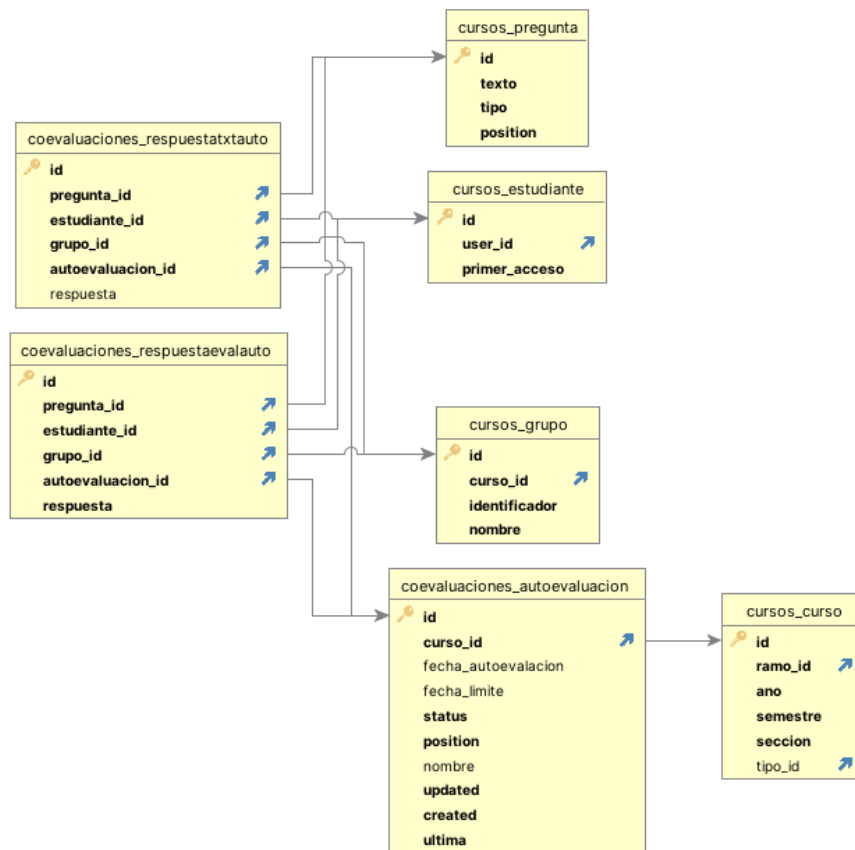 cursos_pregunta
id
texto
tipo
position
coevaluaciones_respuestatxtauto
id
pregunta_id
estudiante_id
grupo_id
autoevaluacion_id
respuesta
cursos_estudiante
id
user_id
primer_acceso
coevaluaciones_respuestaevalauto
id
pregunta_id
estudiante_id
grupo_id
autoevaluacion_id
respuesta
cursos_grupo
id
curso_id
identificador
nombre
coevaluaciones_autoevaluacion
id
curso_id
fecha_autoevalacion
fecha_limite
status
position
nombre
updated
created
ultima
cursos_curso
id
ramo_id
ano
semestre
seccion
tipo_id